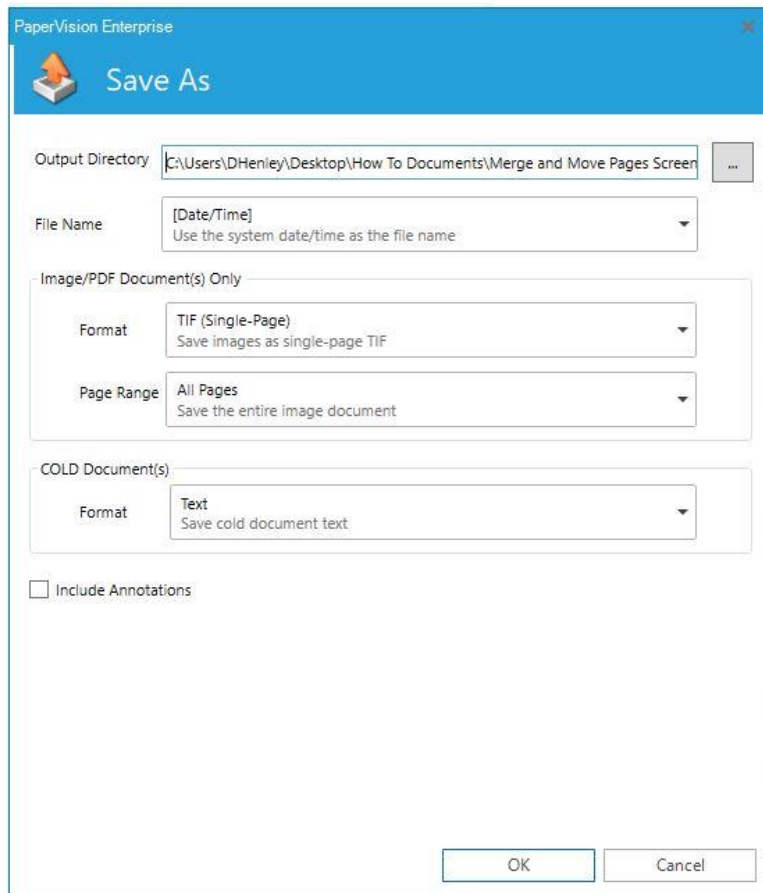 PaperVision Enterprise
Save As
Output Directory C:\Users\DHenley\Desktop\How To Documents\Merge and Move Pages Screen ...
File Name [Date/Time]
Use the system date/time as the file name
Image/PDF Document(s) Only
Format TIF (Single-Page)
Save images as single-page TIF
Page Range All Pages
Save the entire image document
COLD Document(s)
Format Text
Save cold document text
Include Annotations
OK Cancel